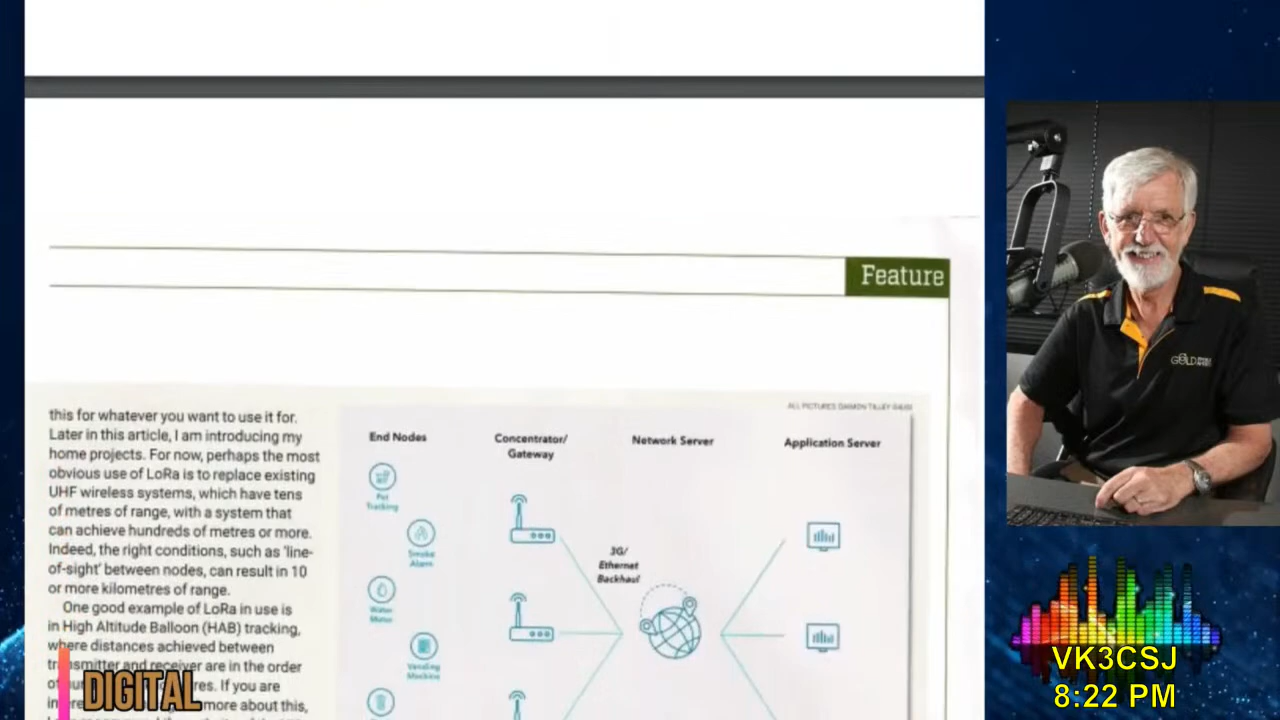 Feature
this for whatever you want to use it for.
Later in this article, I am introducing my
home projects. For now, perhaps the most
obvious use of LoRa is to replace existing
UHF wireless systems, which have tens
of metres of range, with a system that
can achieve hundreds of metres or more.
Indeed, the right conditions, such as 'line-
of-sight' between nodes, can result in 10
or more kilometres of range.
One good example of LoRa in use is
in High Altitude Balloon (HAB) tracking,
where distances achieved between
transmitter and receiver are in the order
res. If you are
more about this,
ALL PICTURES DAMON TILLEY
End Nodes
Concentrator/
Gateway
Network Server
Application Server
Pet
Tracking
Smoke
Alarm
Water
Meter
Vending
Machine
3G/
Ethernet
Backhaul
GOLD
DIGITAL
VK3CSJ
8:22 PM